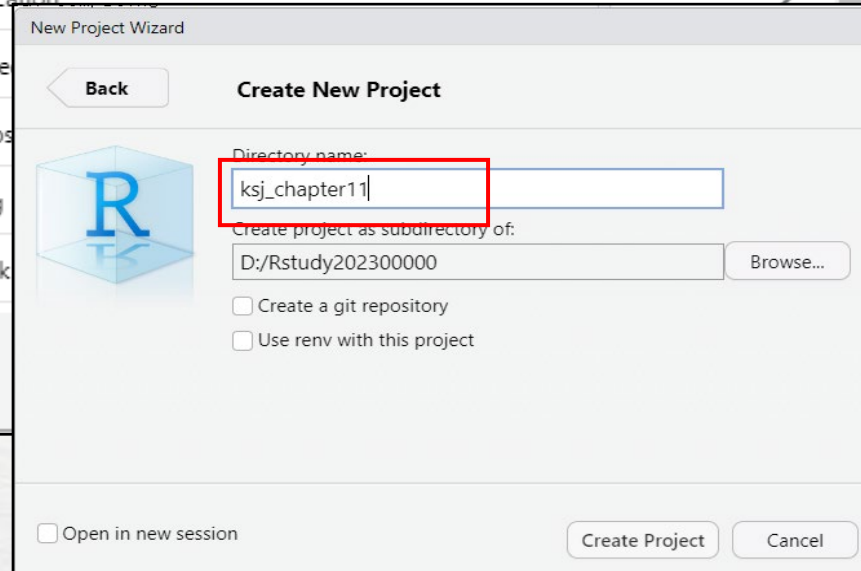 New Project Wizard
Back
Create New Project
Directory name:
ksj_chapter11
Create project as subdirectory of:
D:/Rstudy202300000
Browse...
Create a git repository
Use renv with this project
R
Open in new session
Create Project
Cancel